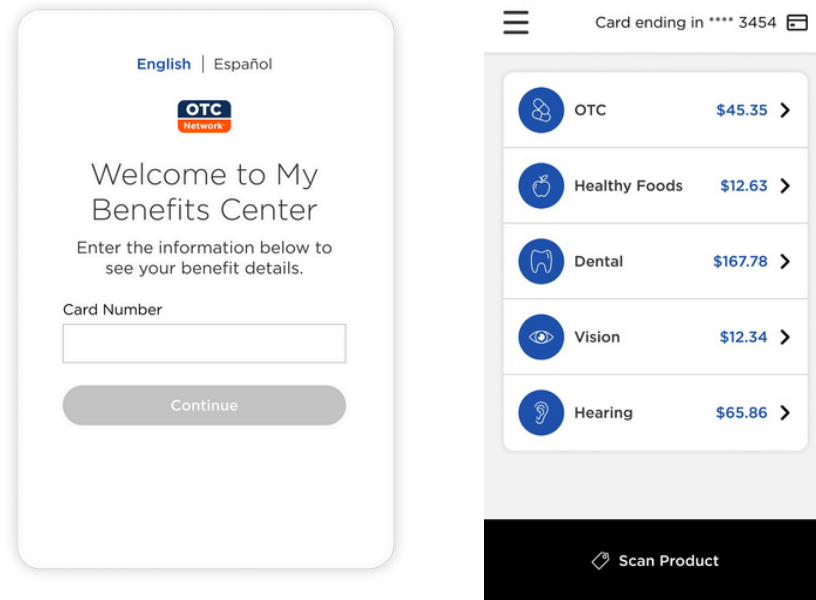 English | Español
OTC
Network
Welcome to My
Benefits Center
Enter the information below to
see your benefit details.
Card Number
Continue
Card ending in **** 3454
OTC $45.35
Healthy Foods $12.63
Dental $167.78
Vision $12.34
Hearing $65.86
Scan Product